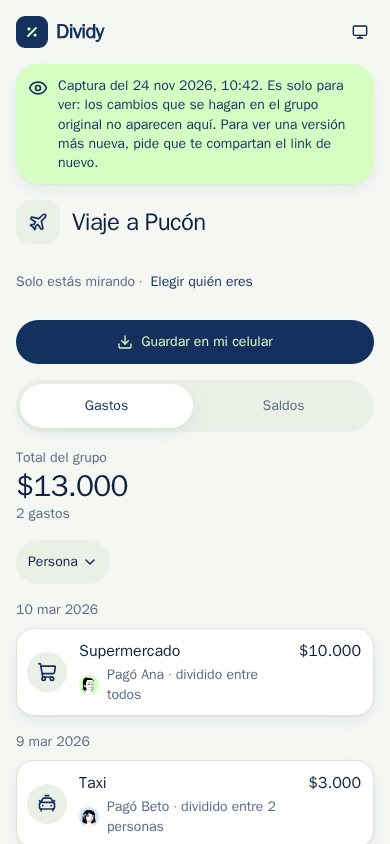 Dividy
Captura del 24 nov 2026, 10:42. Es solo para
ver: los cambios que se hagan en el grupo
original no aparecen aquí. Para ver una versión
más nueva, pide que te compartan el link de
nuevo.
Viaje a Pucón
Solo estás mirando · Elegir quién eres
Guardar en mi celular
Gastos Saldos
Total del grupo
$13.000
2 gastos
Persona
10 mar 2026
Supermercado $10.000
Pagó Ana · dividido entre
todos
9 mar 2026
Taxi $3.000
Pagó Beto · dividido entre 2
personas